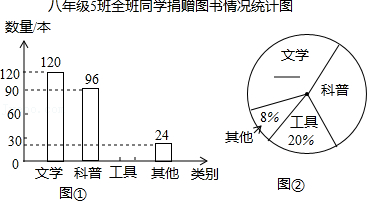 八年级5班全班同学捐赠图书情况统计图
数量/本
120
120
96
90
60
30
24
0
文学 科普 工具 其他 类别
图①
文学
科普
8%
工具
20%
其他
图②